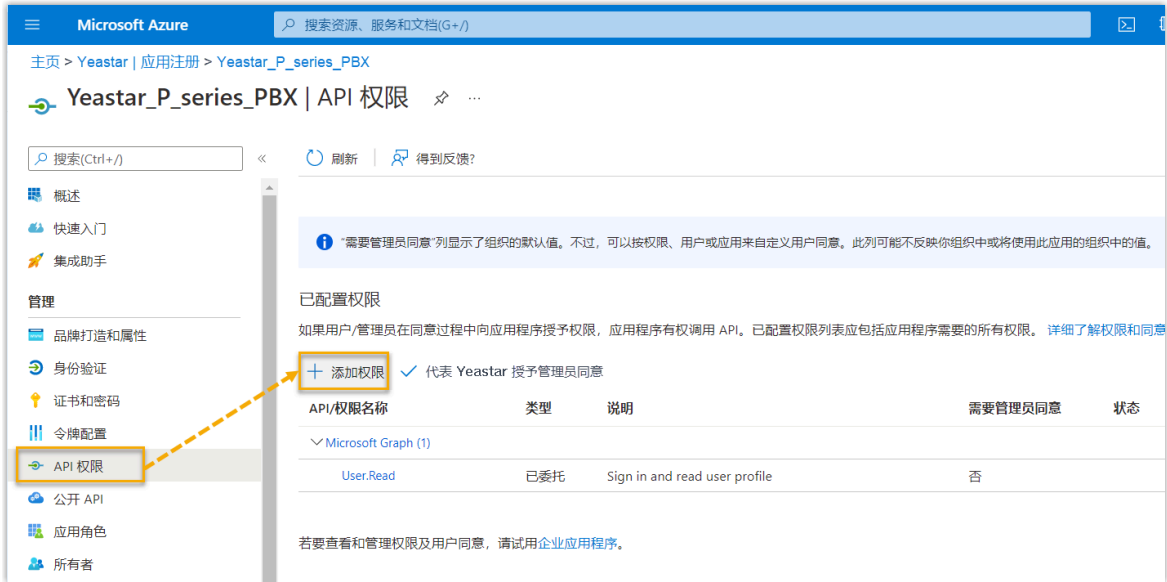 Microsoft Azure
搜索资源、服务和文档(G+/)
主页 > Yeastar | 应用注册 > Yeastar_P_series_PBX
Yeastar_P_series_PBX | API 权限
搜索(Ctrl+/)
刷新
得到反馈?
概述
快速入门
集成助手
管理
品牌打造和属性
身份验证
证书和密码
令牌配置
API 权限
公开 API
应用角色
所有者
"需要管理员同意"列显示了组织的默认值。不过，可以按权限、用户或应用来自定义用户同意。此列可能不反映你组织中或将使用此应用的组织中的值。
已配置权限
如果用户/管理员在同意过程中向应用程序授予权限，应用程序有权调用 API。已配置权限列表应包括应用程序需要的所有权限。 详细了解权限和同意
添加权限 代表 Yeastar 授予管理员同意
API/权限名称 类型 说明 需要管理员同意 状态
Microsoft Graph (1)
User.Read 已委托 Sign in and read user profile 否
若要查看和管理权限及用户同意，请试用企业应用程序。